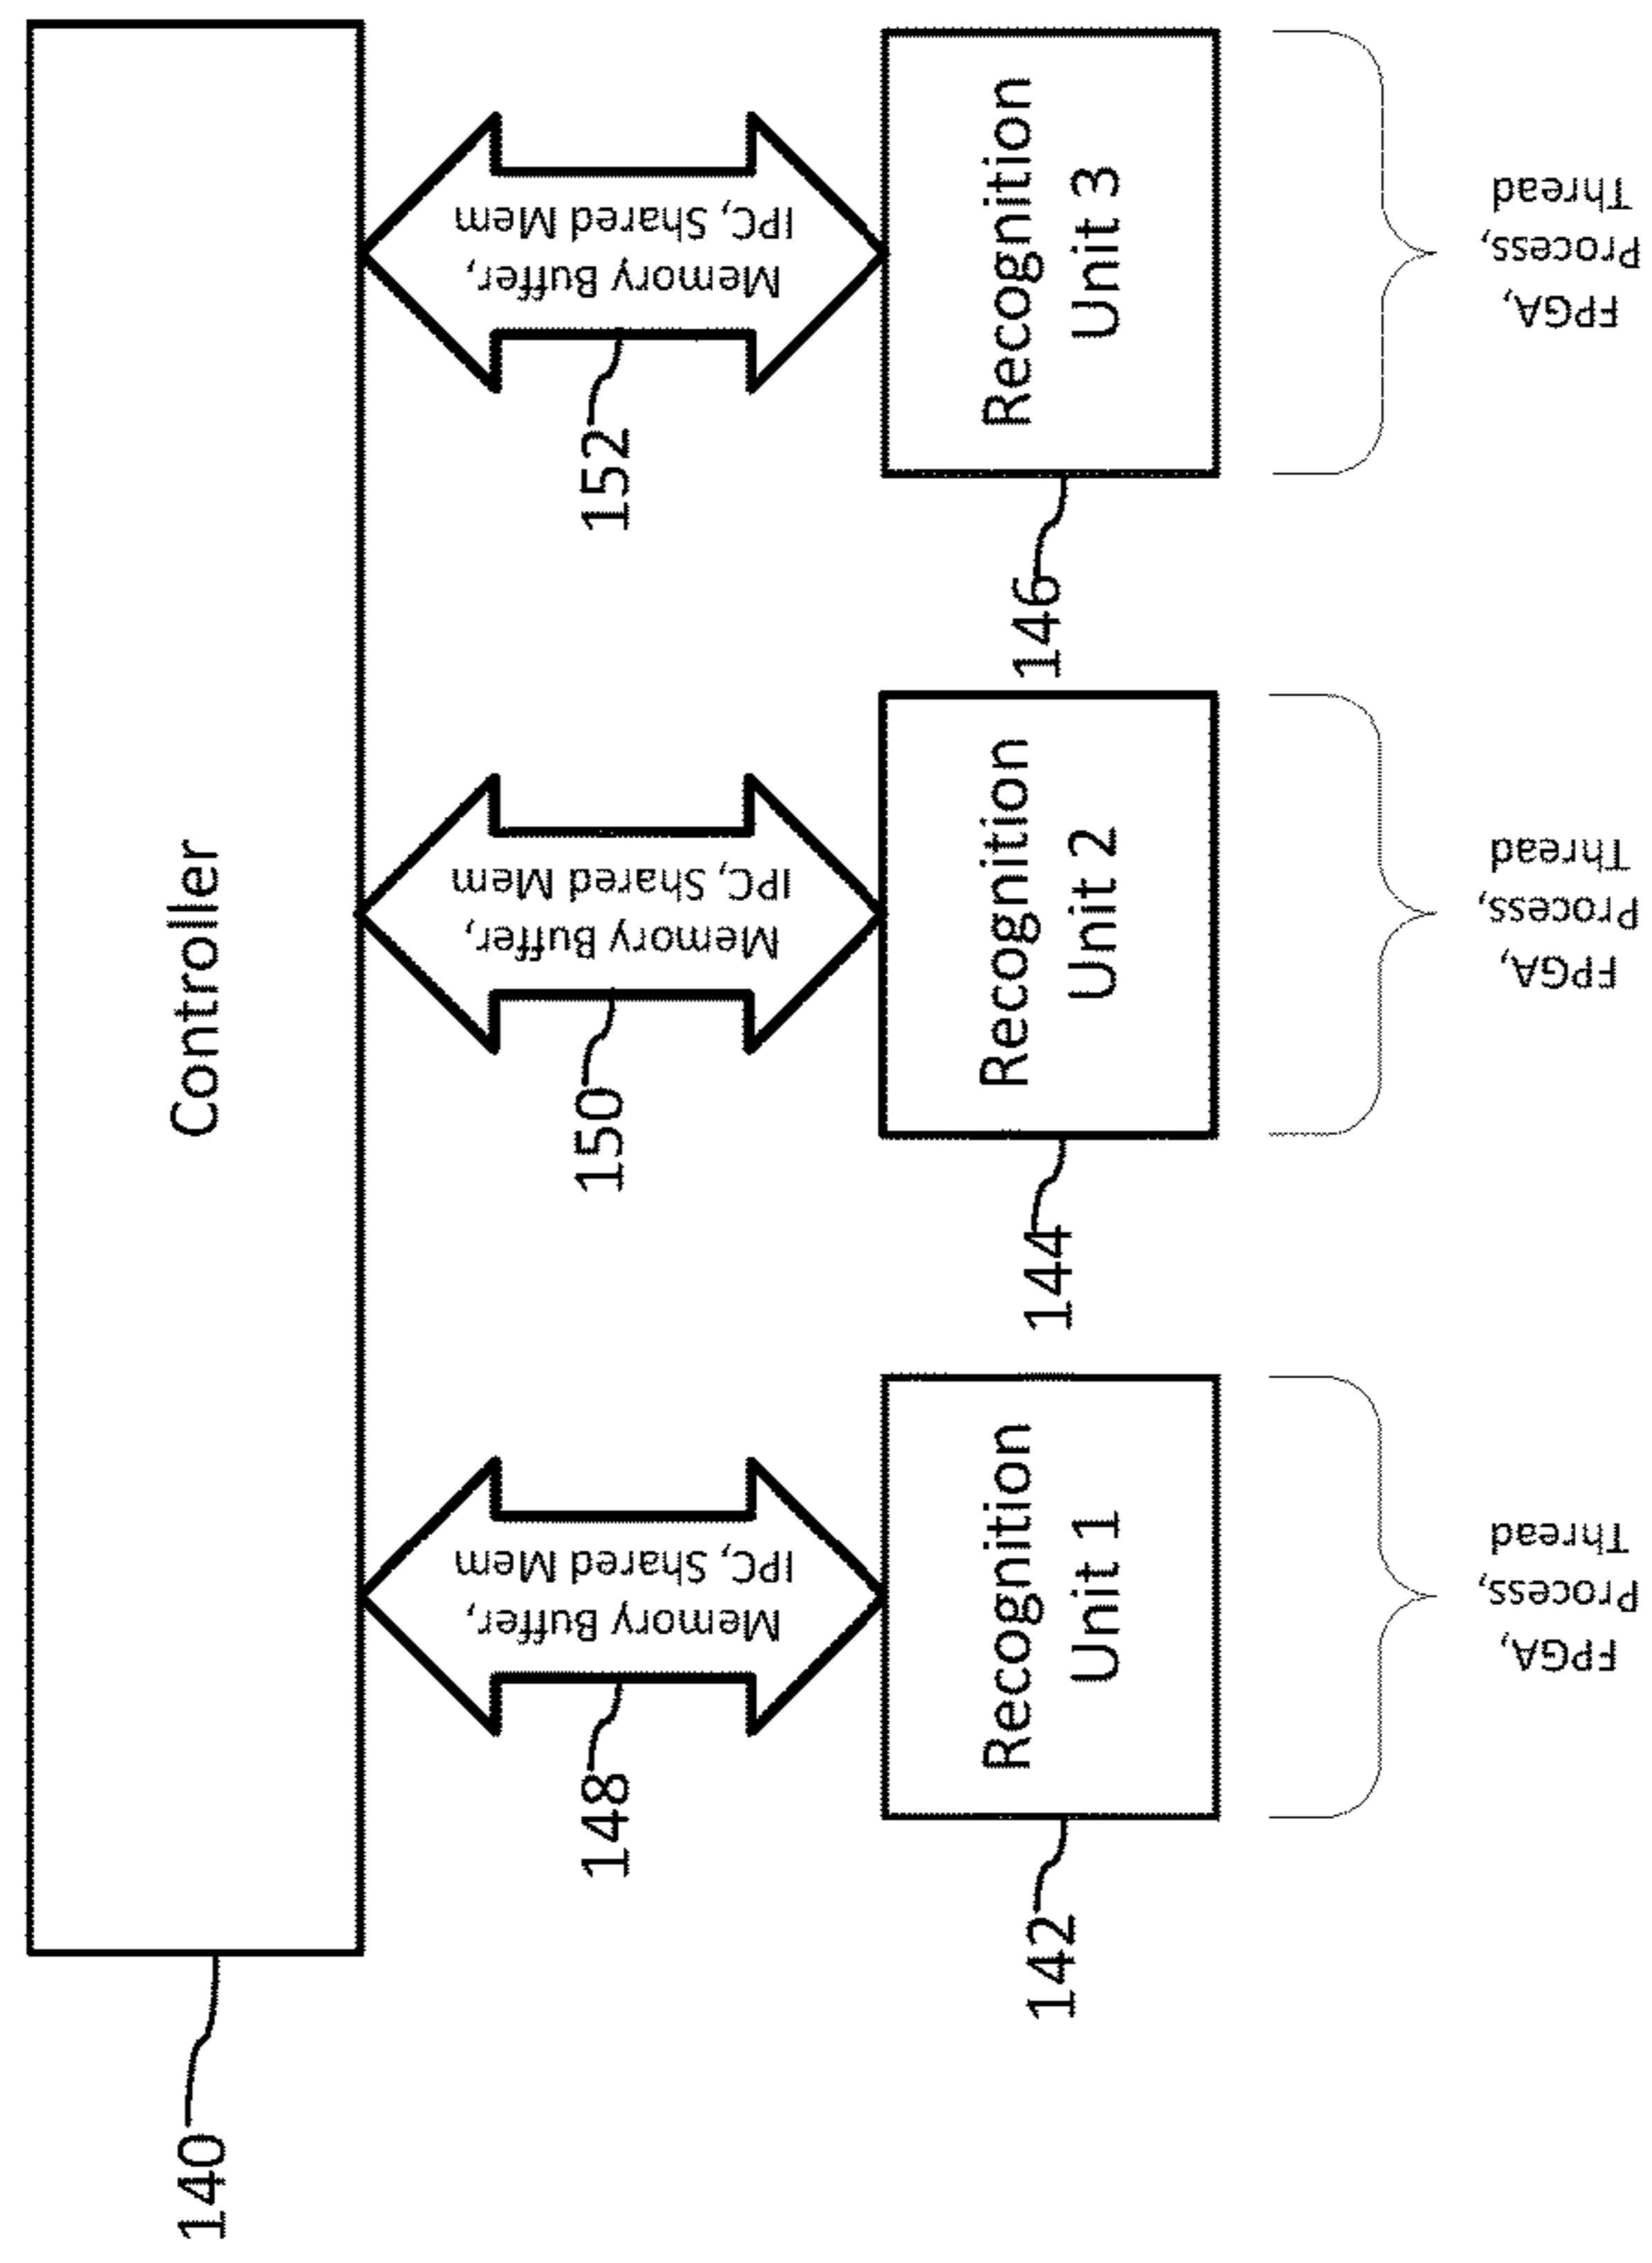 140
Controller
148
Memory Buffer,
IPC, Shared Mem
150
Memory Buffer,
IPC, Shared Mem
152
Memory Buffer,
IPC, Shared Mem
142
Recognition
Unit 1
144
Recognition
Unit 2
146
Recognition
Unit 3
FPGA,
Process,
Thread
FPGA,
Process,
Thread
FPGA,
Process,
Thread